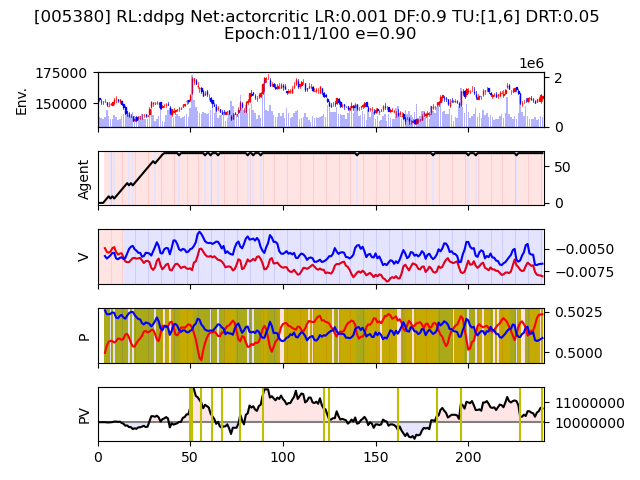 [005380] RL:ddpg Net:actorcritic LR:0.001 DF:0.9 TU:[1,6] DRT:0.05
Epoch:011/100 e=0.90
1e6
175000
150000
Env.
2
0
Agent
50
0
V
−0.0050
−0.0075
P
0.5025
0.5000
PV
11000000
10000000
0
50
100
150
200